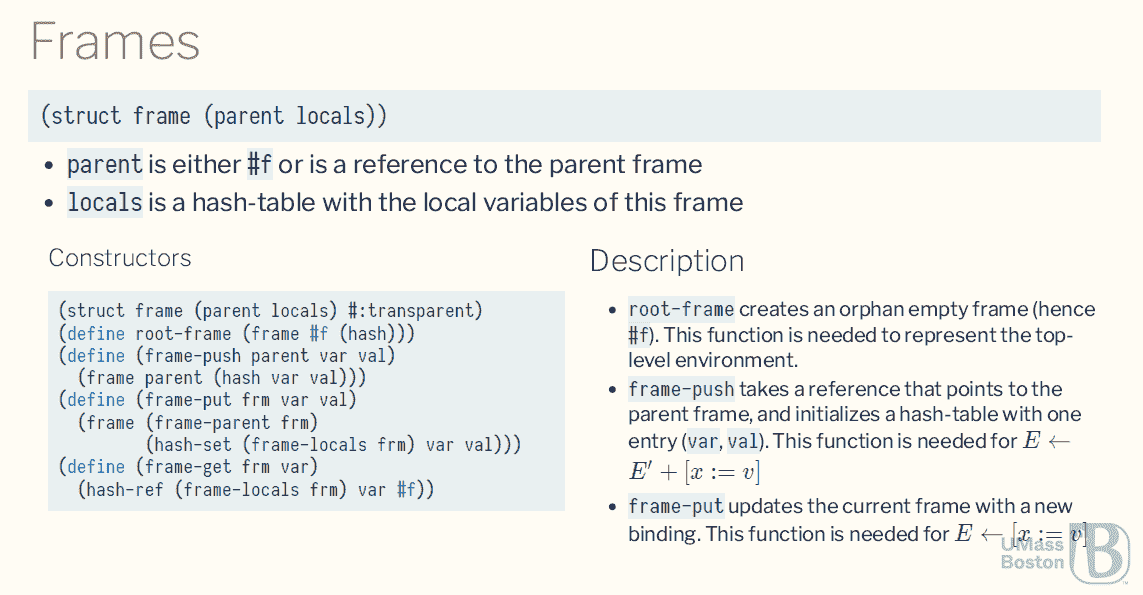 Frames
(struct frame (parent locals))
• parent is either #f or is a reference to the parent frame
• locals is a hash-table with the local variables of this frame
Constructors
(struct frame (parent locals) #:transparent)
(define root-frame (frame #f (hash)))
(define (frame-push parent var val)
  (frame parent (hash var val)))
(define (frame-put frm var val)
  (frame (frame-parent frm)
         (hash-set (frame-locals frm) var val)))
(define (frame-get frm var)
  (hash-ref (frame-locals frm) var #f))
Description
• root-frame creates an orphan empty frame (hence
#f). This function is needed to represent the top-
level environment.
• frame-push takes a reference that points to the
parent frame, and initializes a hash-table with one
entry (var, val). This function is needed for E ←
E′ + [x := v]
• frame-put updates the current frame with a new
binding. This function is needed for E ← [x := v]
UMass
Boston
B